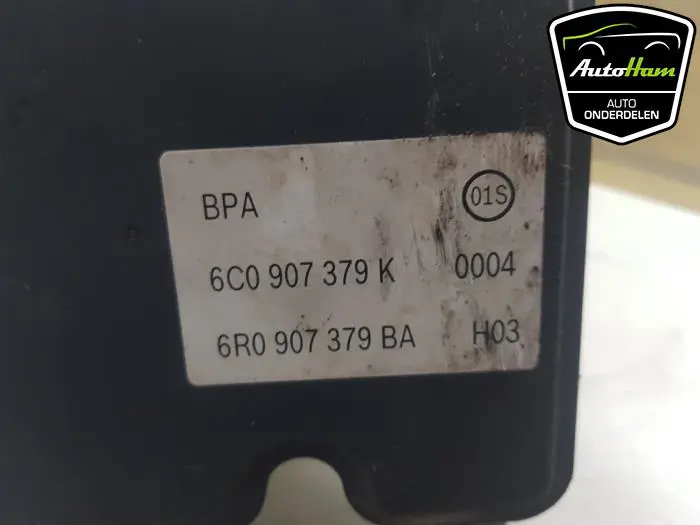 AutoHam
AUTO
ONDERDELEN
BPA 01S
6C0 907 379 K 0004
6R0 907 379 BA H03